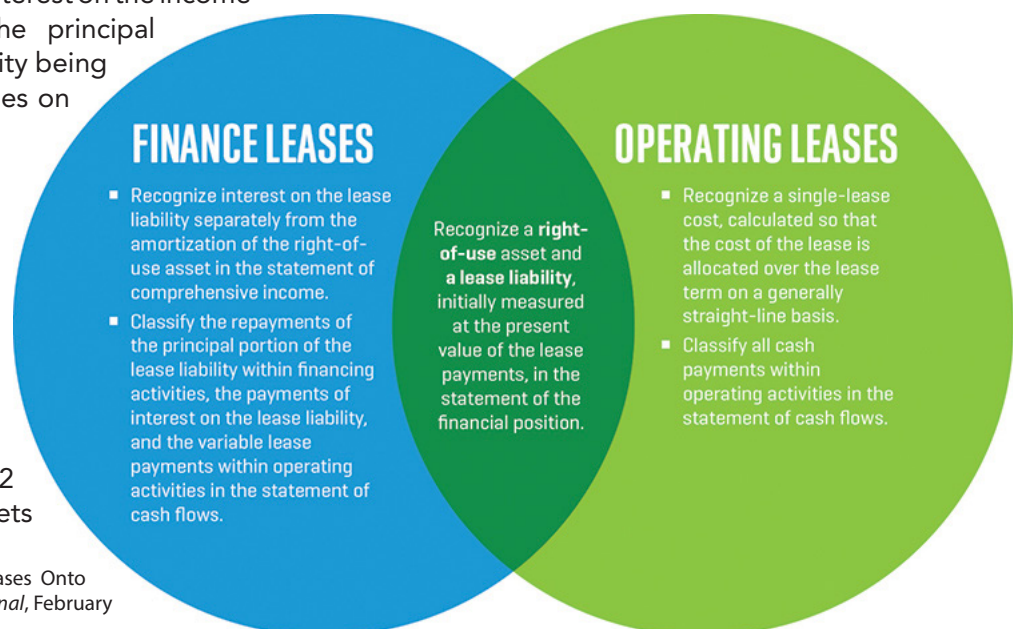 terest on the income
he principal
ity being
es on
FINANCE LEASES
▪ Recognize interest on the lease
liability separately from the
amortization of the right-of-
use asset in the statement of
comprehensive income.
▪ Classify the repayments of
the principal portion of the
lease liability within financing
activities, the payments of
interest on the lease liability,
and the variable lease
payments within operating
activities in the statement of
cash flows.
Recognize a right-
of-use asset and
a lease liability,
initially measured
at the present
value of the lease
payments, in the
statement of the
financial position.
OPERATING LEASES
▪ Recognize a single-lease
cost, calculated so that
the cost of the lease is
allocated over the lease
term on a generally
straight-line basis.
▪ Classify all cash
payments within
operating activities in the
statement of cash flows.
2
ets
ases Onto
nal, February